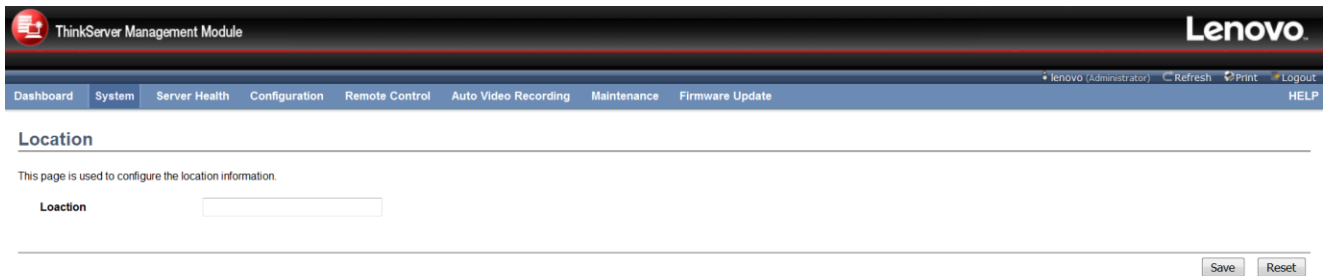 ThinkServer Management Module
Lenovo
lenovo (Administrator) Refresh Print Logout
Dashboard System Server Health Configuration Remote Control Auto Video Recording Maintenance Firmware Update HELP
Location
This page is used to configure the location information.
Loaction
Save Reset